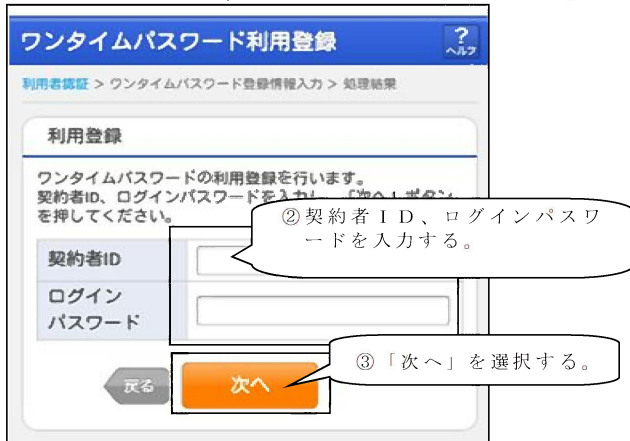 ワンタイムパスワード利用登録
?
ヘルプ
利用者認証 > ワンタイムパスワード登録情報入力 > 処理結果
利用登録
ワンタイムパスワードの利用登録を行います。
契約者ID、ログインパスワードを入力し、「次へ」ボタン
を押してください。
②契約者ID、ログインパスワ
ードを入力する。
契約者ID
ログイン
パスワード
③「次へ」を選択する。
戻る
次へ